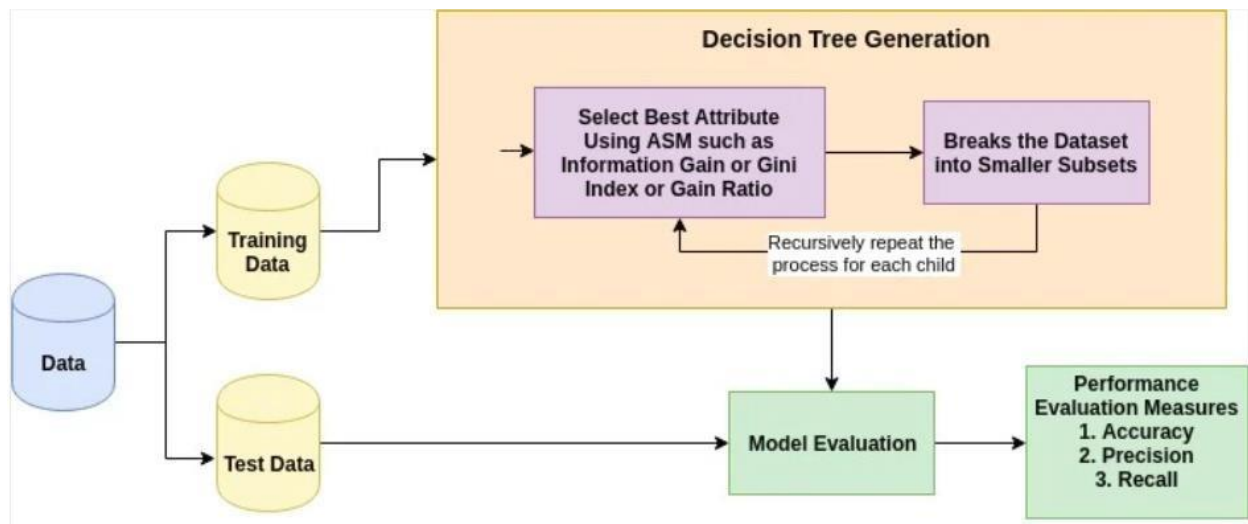 Decision Tree Generation
Select Best Attribute
Using ASM such as
Information Gain or Gini
Index or Gain Ratio
Breaks the Dataset
into Smaller Subsets
Recursively repeat the
process for each child
Training
Data
Data
Test Data
Model Evaluation
Performance
Evaluation Measures
1. Accuracy
2. Precision
3. Recall